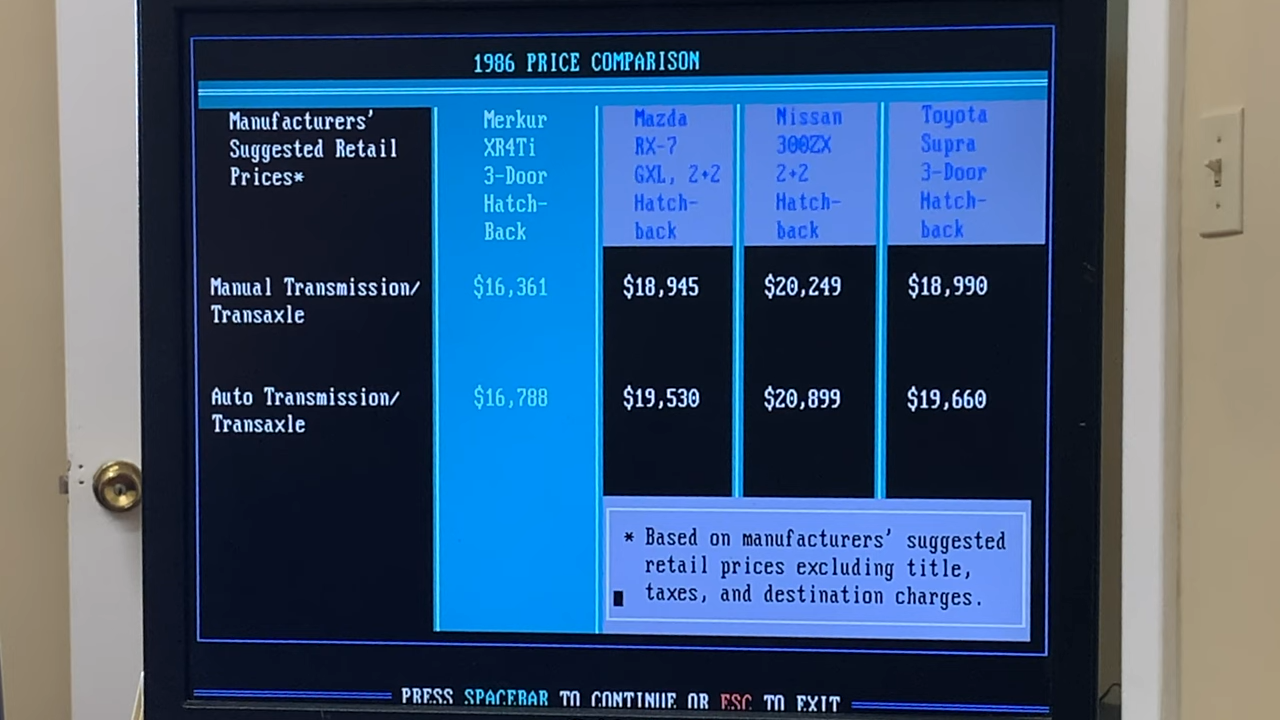 1986 PRICE COMPARISON
Manufacturers' Suggested Retail Prices*
Merkur XR4Ti 3-Door Hatch- Back
Mazda RX-7 GXL, 2+2 Hatch- back
Nissan 300ZX 2+2 Hatch- back
Toyota Supra 3-Door Hatch- back
Manual Transmission/ Transaxle
$16,361
$18,945
$20,249
$18,990
Auto Transmission/ Transaxle
$16,788
$19,530
$20,899
$19,660
* Based on manufacturers' suggested
retail prices excluding title,
taxes, and destination charges.
PRESS SPACEBAR TO CONTINUE OR ESC TO EXIT